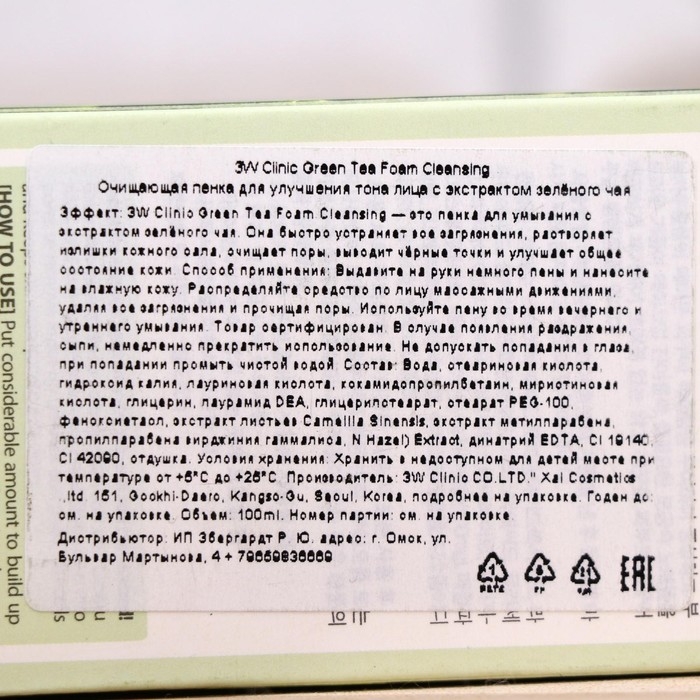 3W Clinic Green Tea Foam Cleansing
Очищающая пенка для улучшения тона лица с экстрактом зелёного чая
Эффект: 3W Clinic Green Tea Foam Cleansing — это пенка для умывания с
экстрактом зелёного чая. Она быстро устраняет все загрязнения, растворяет
излишки кожного сала, очищает поры, выводит чёрные точки и улучшает общее
состояние кожи. Способ применения: Выдавите на руки немного пены и нанесите
на влажную кожу. Распределяйте средство по лицу массажными движениями,
удаляя все загрязнения и прочищая поры. Используйте пену во время вечернего и
утреннего умывания. Товар сертифицирован. В случае появления раздражения,
сыпи, немедленно прекратить использование. Не допускать попадания в глаза,
при попадании промыть чистой водой. Состав: Вода, стеариновая кислота,
гидроксид калия, лауриновая кислота, кокамидопропилбетаин, миристиновая
кислота, глицерин, лаурамид DEA, глицерилстеарат, стеарат PEG-100,
феноксиетаол, экстракт листьев Camellia Sinensis, экстракт метилпарабена,
пропилпарабена вирджиния гаммалиса, N Hazel) Extract, динатрий EDTA, CI 19140,
CI 42090, отдушка. Условия хранения: Хранить в недоступном для детей месте при
температуре от +5°C до +25°C. Производитель: 3W Clinic CO.LTD." Xai Cosmetics
,ltd. 151, Gookhi-Daero, Kangso-Gu, Seoul, Korea, подробнее на упаковке. Годен до:
см. на упаковке. Объем: 100ml. Номер партии: см. на упаковке.
Дистрибьютор: ИП Эбергардт Р. Ю. адрес: г. Омск, ул.
Бульвар Мартынова, 4 + 79659836669
EAC
[HOW TO USE] Put considerable amount to build up